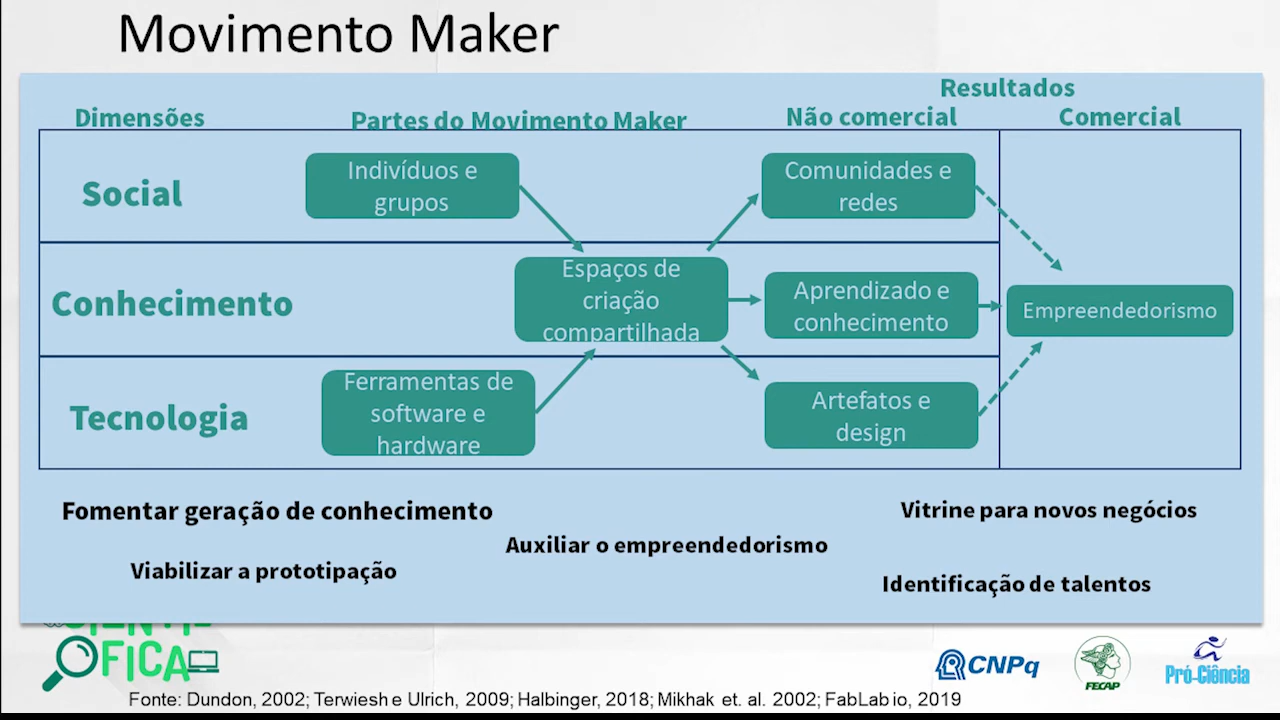 Movimento Maker
Resultados
Dimensões
Partes do Movimento Maker
Não comercial
Comercial
Social
Indivíduos e
grupos
Comunidades e
redes
Conhecimento
Espaços de
criação
compartilhada
Aprendizado e
conhecimento
Empreendedorismo
Tecnologia
Ferramentas de
software e
hardware
Artefatos e
design
Fomentar geração de conhecimento
Vitrine para novos negócios
Auxiliar o empreendedorismo
Viabilizar a prototipação
Identificação de talentos
FICA
CNPq
FECAP
Pró-Ciência
Fonte: Dundon, 2002; Terwiesh e Ulrich, 2009; Halbinger, 2018; Mikhak et. al. 2002; FabLab io, 2019